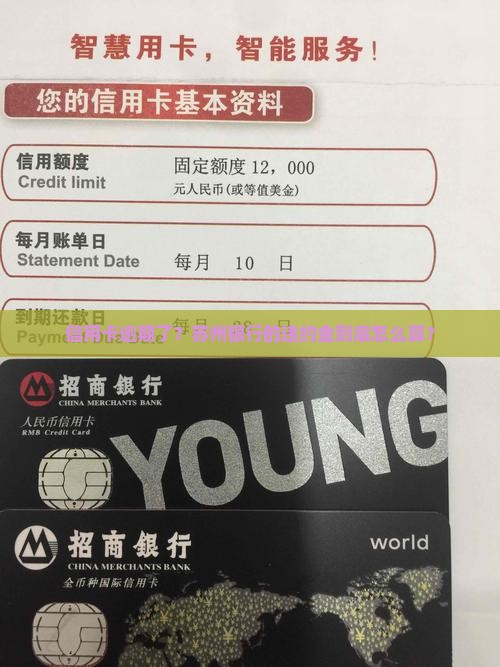 智慧用卡，智能服务！
您的信用卡基本资料
信用额度
固定额度 12，000
Credit limit
元人民币(或等值美金)
每月账单日
Statement Date
每月 10 日
到期还款日
信用卡逾期了？苏州银行的违约金到底怎么算？
招商银行
CHINA MERCHANTS BANK
人民币信用卡
RMB Credit Card
YOUNG
招商银行
CHINA MERCHANTS BANK
全币种国际信用卡
world